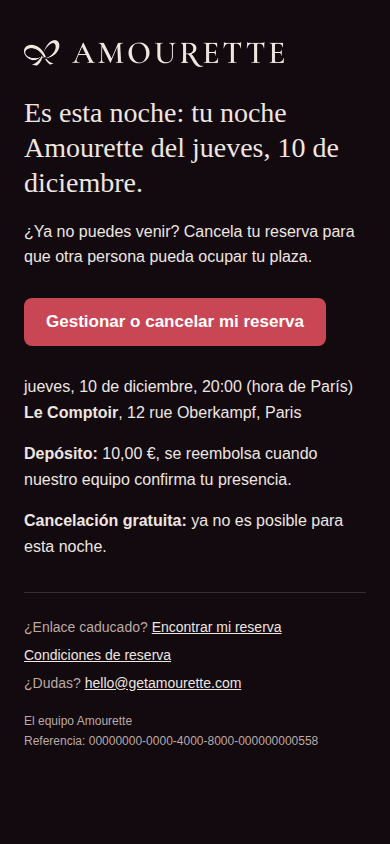 AMOURETTE
Es esta noche: tu noche
Amourette del jueves, 10 de
diciembre.
¿Ya no puedes venir? Cancela tu reserva para
que otra persona pueda ocupar tu plaza.
Gestionar o cancelar mi reserva
jueves, 10 de diciembre, 20:00 (hora de París)
Le Comptoir, 12 rue Oberkampf, Paris
Depósito: 10,00 €, se reembolsa cuando
nuestro equipo confirma tu presencia.
Cancelación gratuita: ya no es posible para
esta noche.
¿Enlace caducado? Encontrar mi reserva
Condiciones de reserva
¿Dudas? hello@getamourette.com
El equipo Amourette
Referencia: 00000000-0000-4000-8000-000000000558